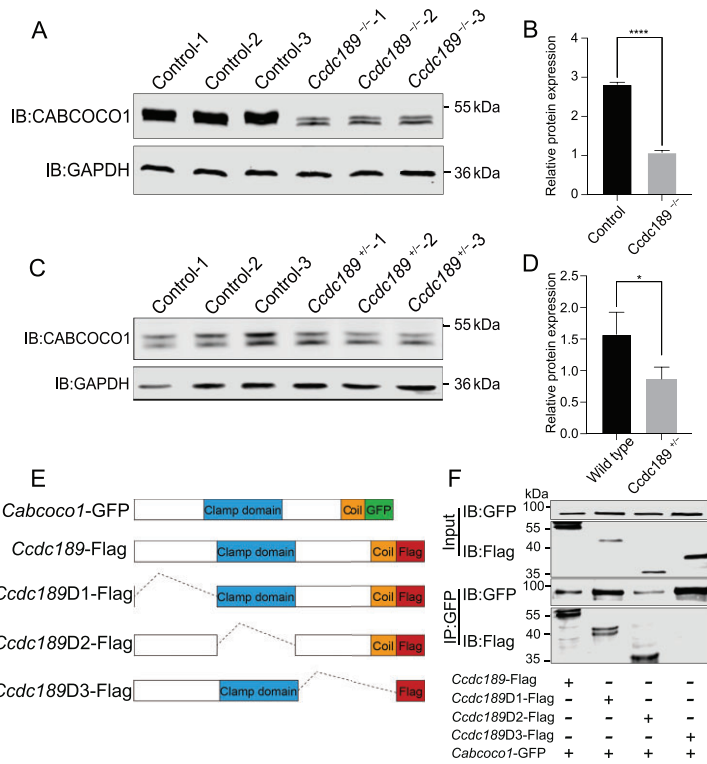 A
Control-1
Control-2
Control-3
Ccdc189-/--1
Ccdc189-/--2
Ccdc189-/--3
IB:CABCOCO1
55 kDa
IB:GAPDH
36 kDa
B
Relative protein expression
4
3
2
1
0
****
Control
Ccdc189 -/-
C
Control-1
Control-2
Control-3
Ccdc189+/--1
Ccdc189+/--2
Ccdc189+/--3
IB:CABCOCO1
55 kDa
IB:GAPDH
36 kDa
D
Relative protein expression
2.5
2.0
1.5
1.0
0.5
0.0
*
Wild type
Ccdc189 +/-
E
Cabcoco1-GFP
Clamp domain
Coil
GFP
Ccdc189-Flag
Clamp domain
Coil
Flag
Ccdc189D1-Flag
Clamp domain
Coil
Flag
Ccdc189D2-Flag
Coil
Flag
Ccdc189D3-Flag
Clamp domain
Flag
F
kDa
Input
100
IB:GFP
55
40
35
IB:Flag
IP:GFP
100
IB:GFP
55
40
35
IB:Flag
Ccdc189-Flag + - - -
Ccdc189D1-Flag - + - -
Ccdc189D2-Flag - - + -
Ccdc189D3-Flag - - - +
Cabcoco1-GFP + + + +